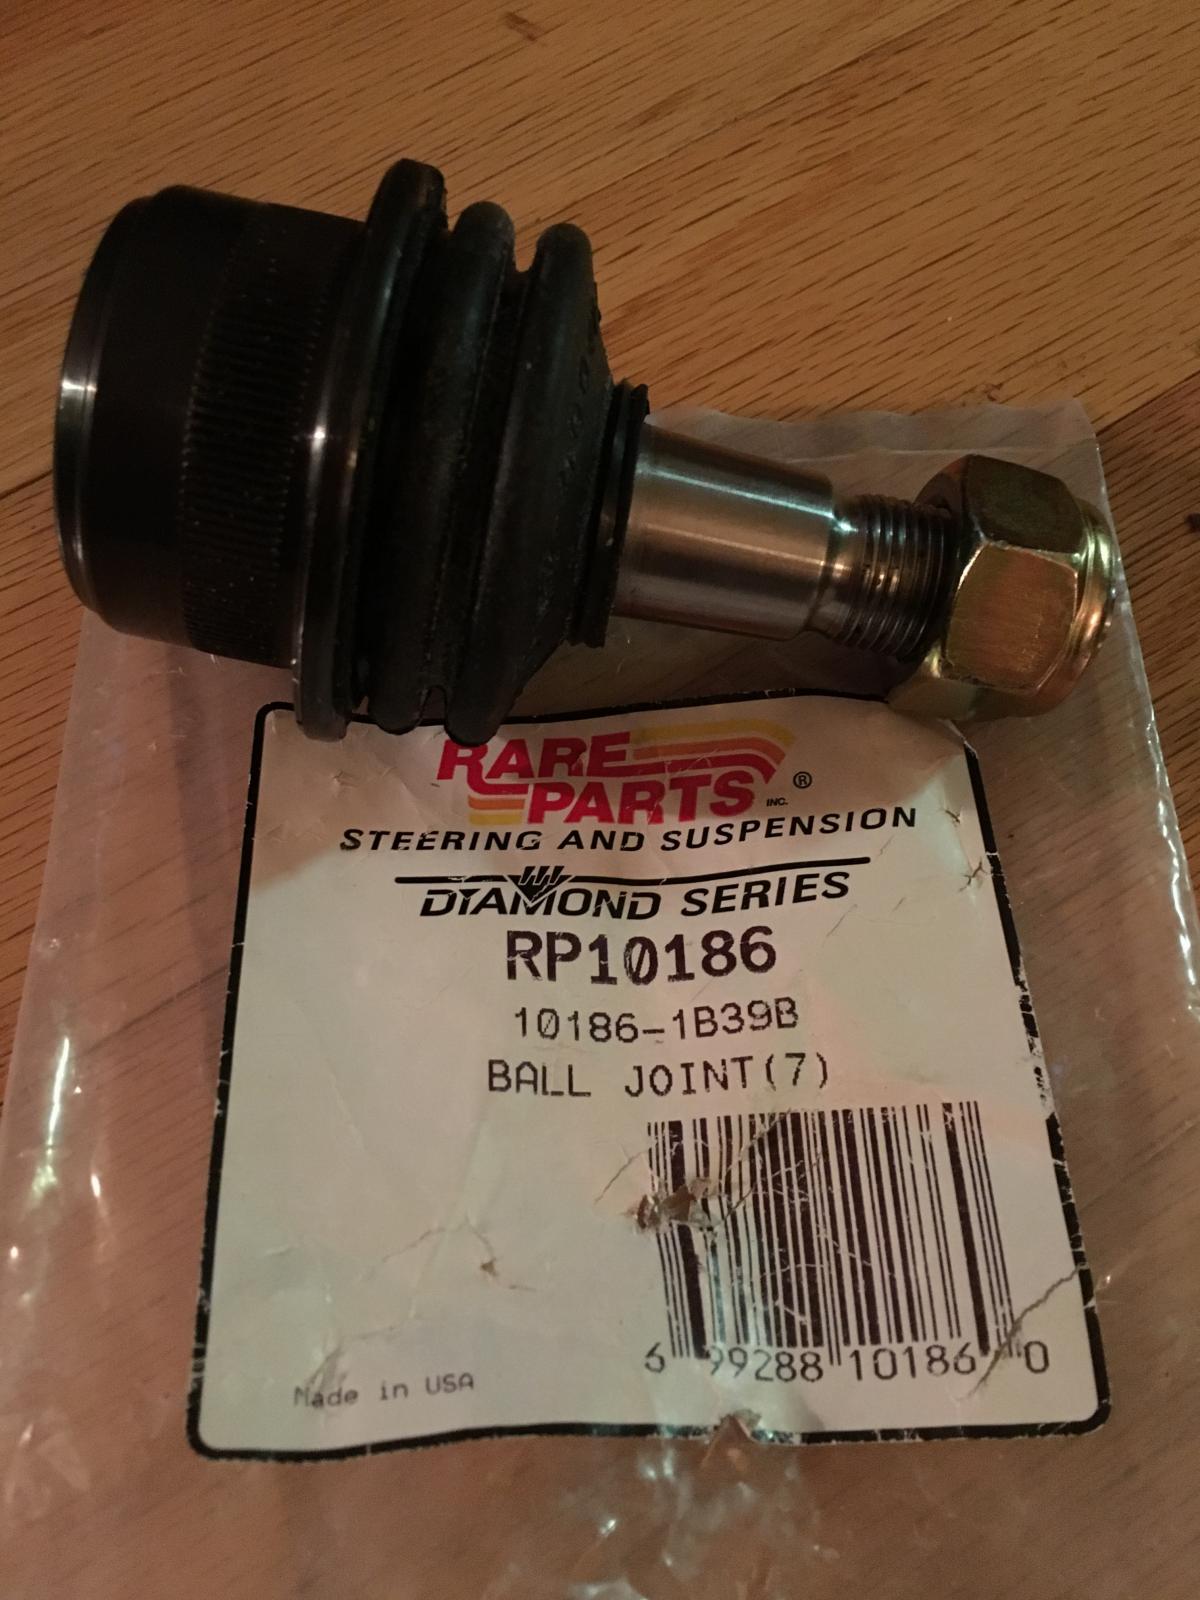 RARE
PARTS INC. ®
STEERING AND SUSPENSION
DIAMOND SERIES
RP10186
10186-1B39B
BALL JOINT(7)
6 99288 10186 0
Made in USA